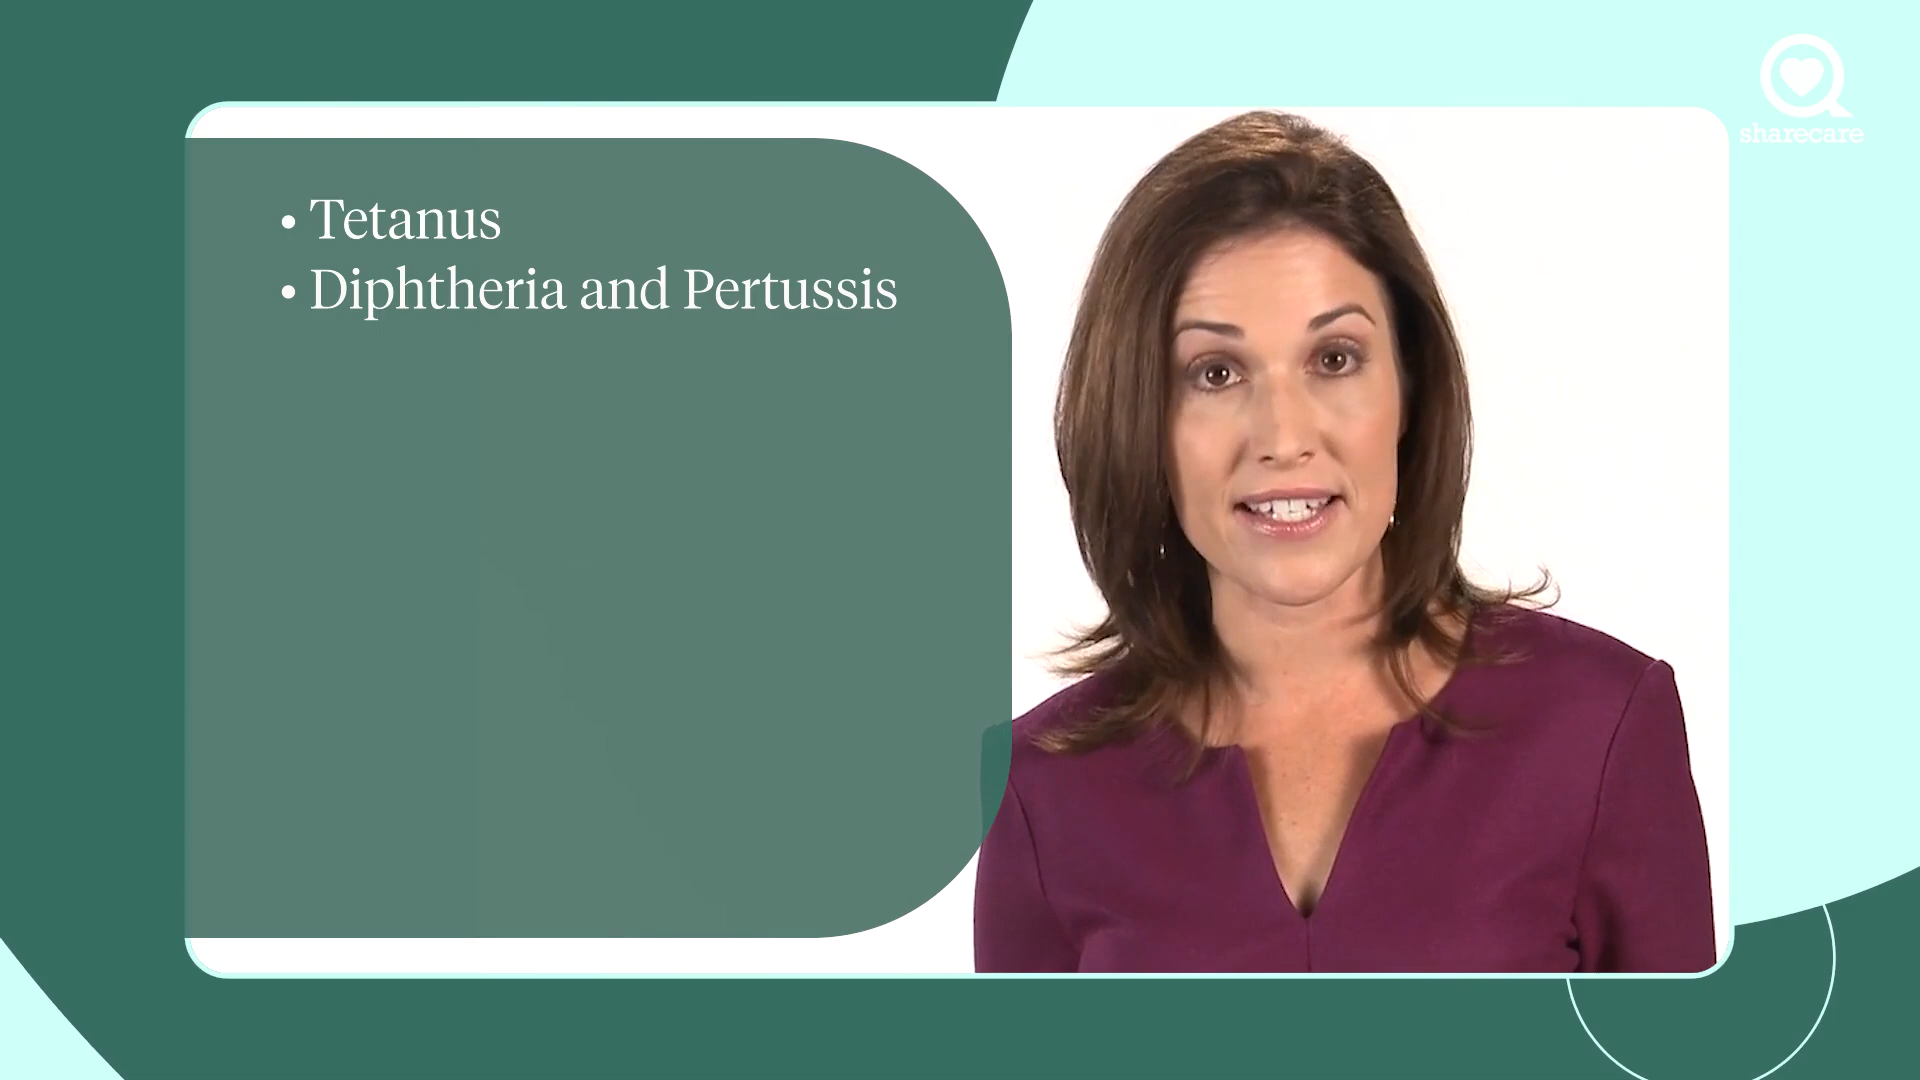 sharecare
• Tetanus
• Diphtheria and Pertussis